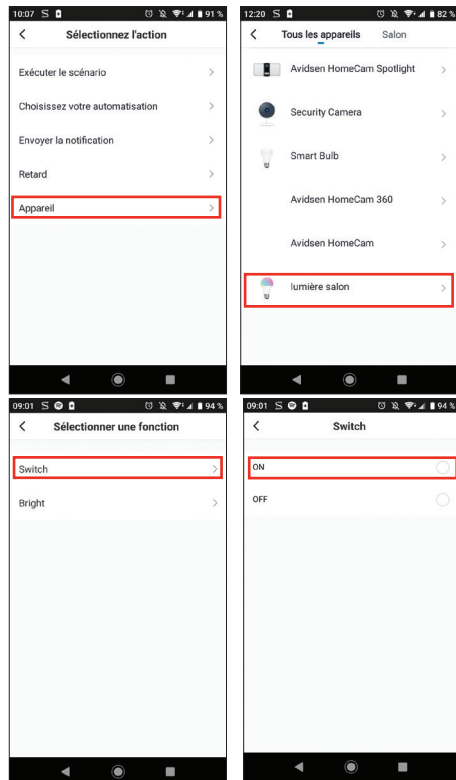 10:07 91 %
Sélectionnez l'action
Exécuter le scénario
Choisissez votre automatisation
Envoyer la notification
Retard
Appareil
12:20 82 %
Tous les appareils Salon
Avidsen HomeCam Spotlight
Security Camera
Smart Bulb
Avidsen HomeCam 360
Avidsen HomeCam
lumière salon
09:01 94 %
Sélectionner une fonction
Switch
Bright
09:01 94 %
Switch
ON
OFF